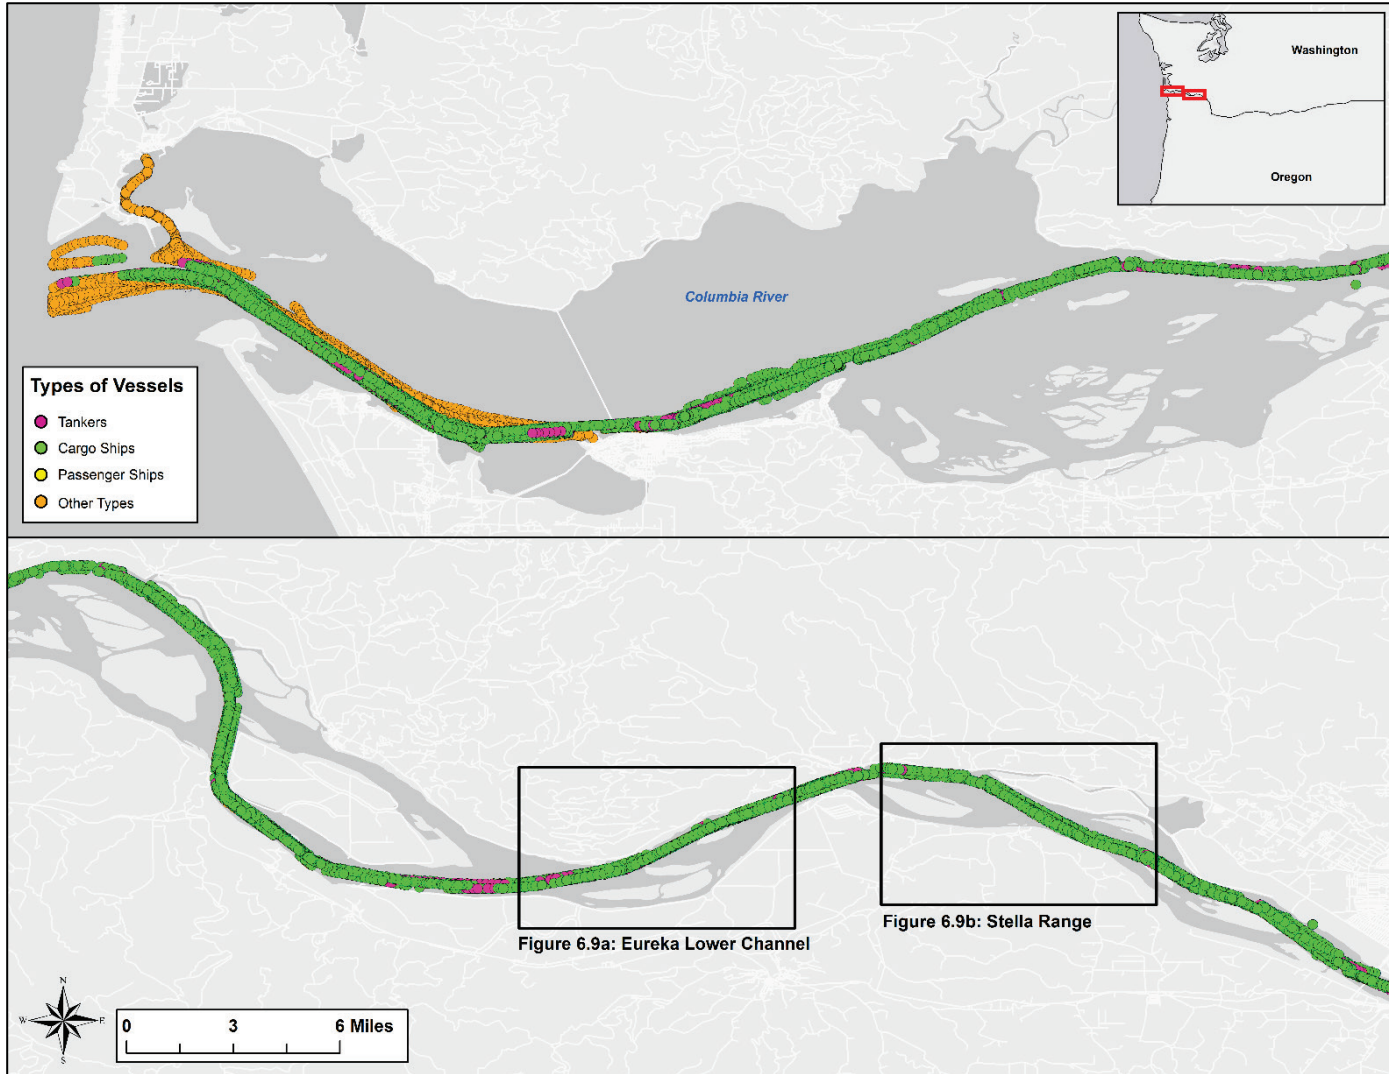 Washington
Oregon
Columbia River
Types of Vessels
Tankers
Cargo Ships
Passenger Ships
Other Types
Figure 6.9a: Eureka Lower Channel
Figure 6.9b: Stella Range
N
W E
S
0 3 6 Miles